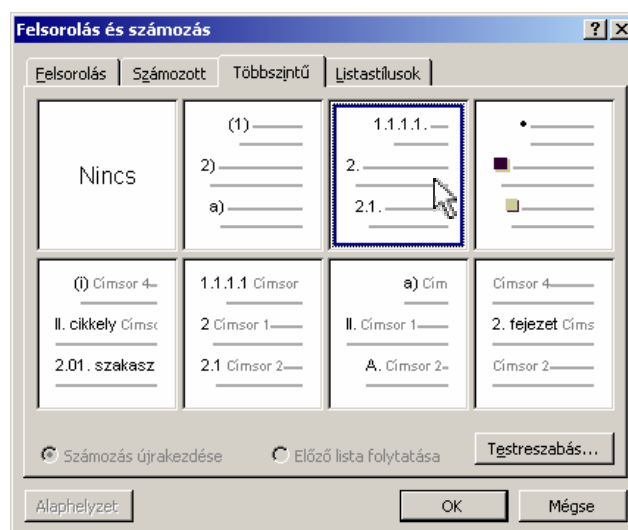 Felsorolás és számozás
Felsorolás Számozott Többszintű Listastílusok
Nincs
(1)
2)
a)
1.1.1.1.
2.
2.1.
(i) Címsor 4
II. cikkely Címsc
2.01. szakasz
1.1.1.1 Címsor
2 Címsor 1
2.1 Címsor 2
a) Cím
II. Címsor 1
A. Címsor 2
Címsor 4
2. fejezet Címs
Címsor 2
Számozás újrakezdése Előző lista folytatása Testreszabás...
Alaphelyzet OK Mégse